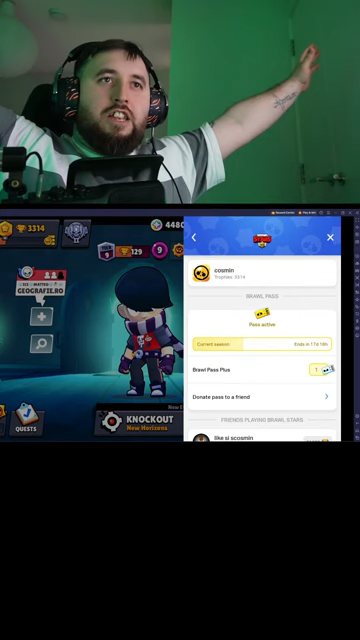 3314
4480
TIER
9
129
9
MATTEO
GEOGRAFIE.RO
QUESTS
KNOCKOUT
New Horizons
cosmin
Trophies: 3314
BRAWL PASS
Pass active
Current season
Ends in 17d 18h
Brawl Pass Plus
1
Donate pass to a friend
FRIENDS PLAYING BRAWL STARS
like si scosmin